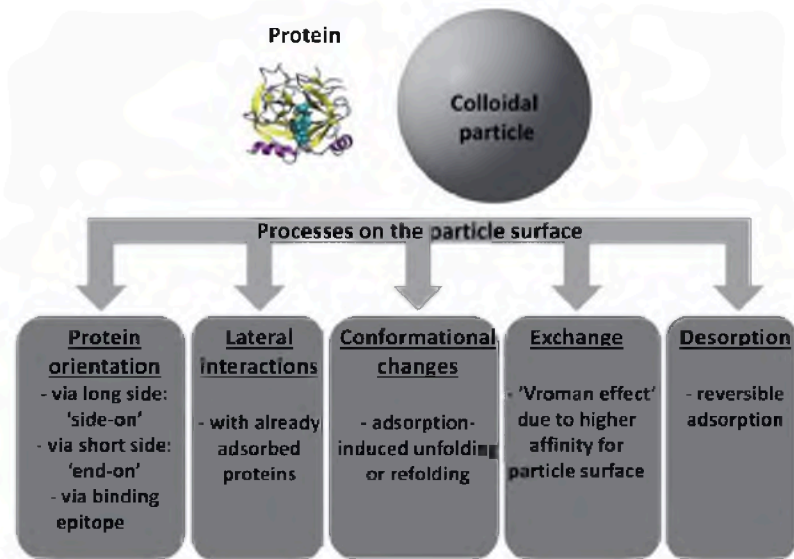 Protein
Colloidal
particle
Processes on the particle surface
Protein
orientation
- via long side:
'side-on'
- via short side:
'end-on'
- via binding
epitope
Lateral
interactions
- with already
adsorbed
proteins
Conformational
changes
- adsorption-
induced unfolding
or refolding
Exchange
- 'Vroman effect'
due to higher
affinity for
particle surface
Desorption
- reversible
adsorption